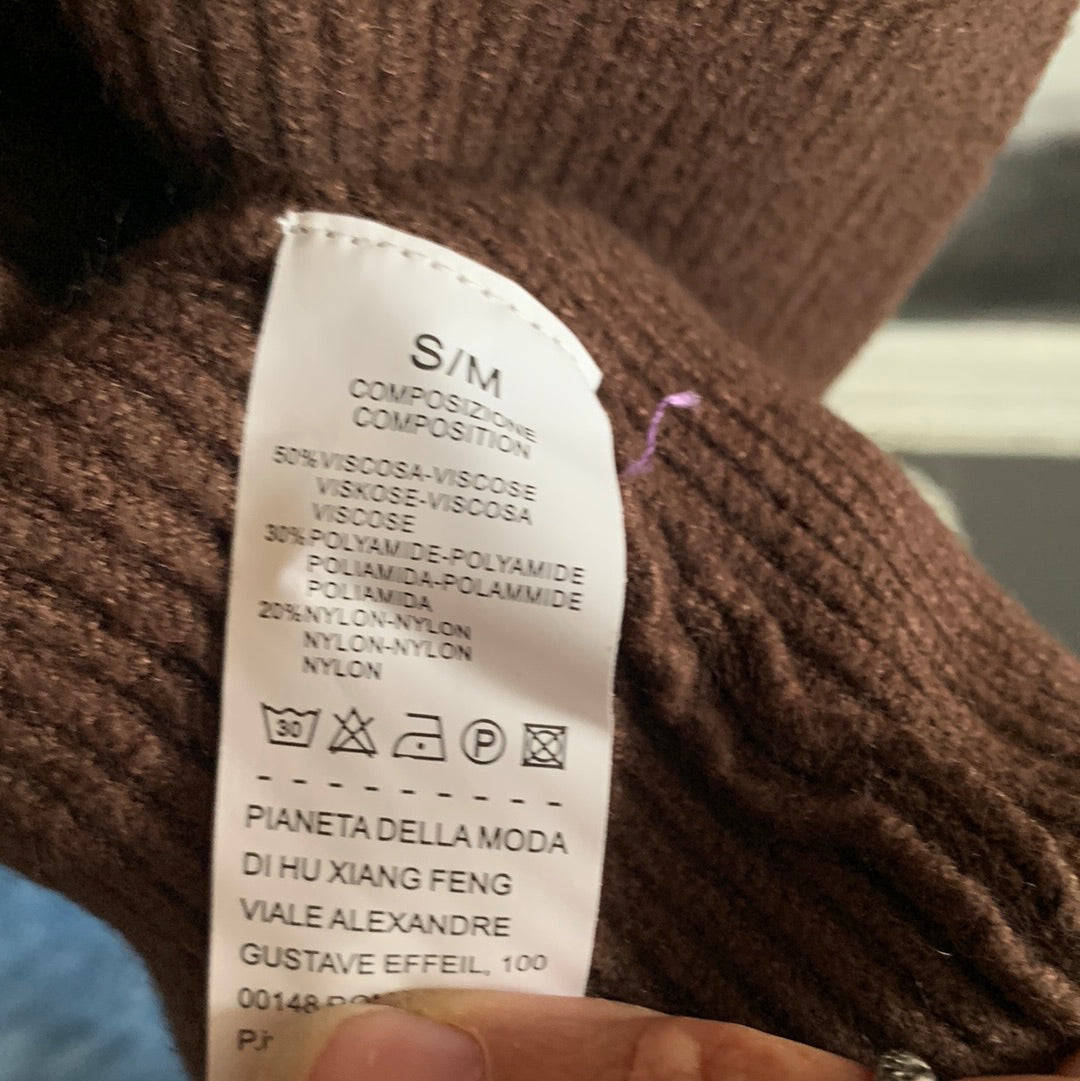 S/M
COMPOSIZIONE
COMPOSITION
50%VISCOSA-VISCOSE
VISKOSE-VISCOSA
VISCOSE
30%POLYAMIDE-POLYAMIDE
POLIAMIDA-POLAMMIDE
POLIAMIDA
20%NYLON-NYLON
NYLON-NYLON
NYLON
30 P
PIANETA DELLA MODA
DI HU XIANG FENG
VIALE ALEXANDRE
GUSTAVE EFFEIL, 100
00148